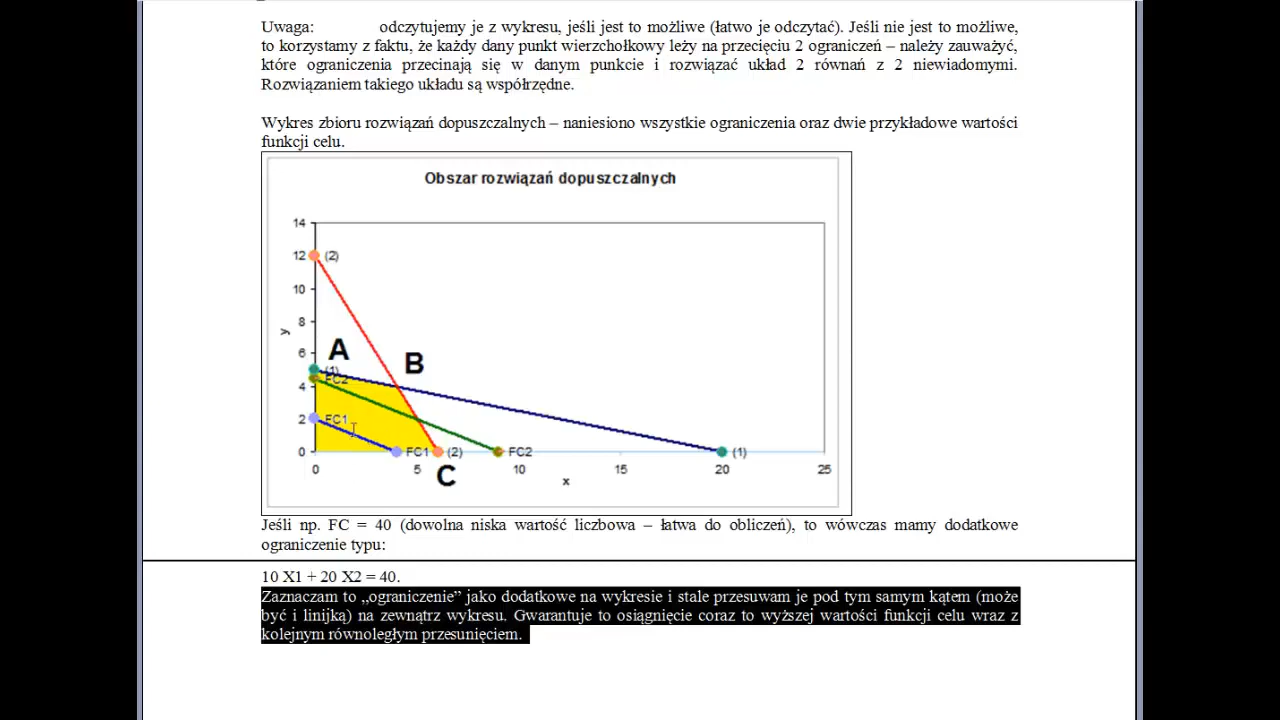 Uwaga: odczytujemy je z wykresu, jeśli jest to możliwe (łatwo je odczytać). Jeśli nie jest to możliwe,
to korzystamy z faktu, że każdy dany punkt wierzchołkowy leży na przecięciu 2 ograniczeń – należy zauważyć,
które ograniczenia przecinają się w danym punkcie i rozwiązać układ 2 równań z 2 niewiadomymi.
Rozwiązaniem takiego układu są współrzędne.
Wykres zbioru rozwiązań dopuszczalnych – naniesiono wszystkie ograniczenia oraz dwie przykładowe wartości
funkcji celu.
Obszar rozwiązań dopuszczalnych
14
12 (2)
10
8
y
6 A B
(1)
4 FC2
2 FC1
0 FC1 (2) FC2 (1)
0 5 10 15 20 25
C
x
Jeśli np. FC = 40 (dowolna niska wartość liczbowa – łatwa do obliczeń), to wówczas mamy dodatkowe
ograniczenie typu:
10 X1 + 20 X2 = 40.
Zaznaczam to „ograniczenie” jako dodatkowe na wykresie i stale przesuwam je pod tym samym kątem (może
być i linijką) na zewnątrz wykresu. Gwarantuje to osiągnięcie coraz to wyższej wartości funkcji celu wraz z
kolejnym równoległym przesunięciem.